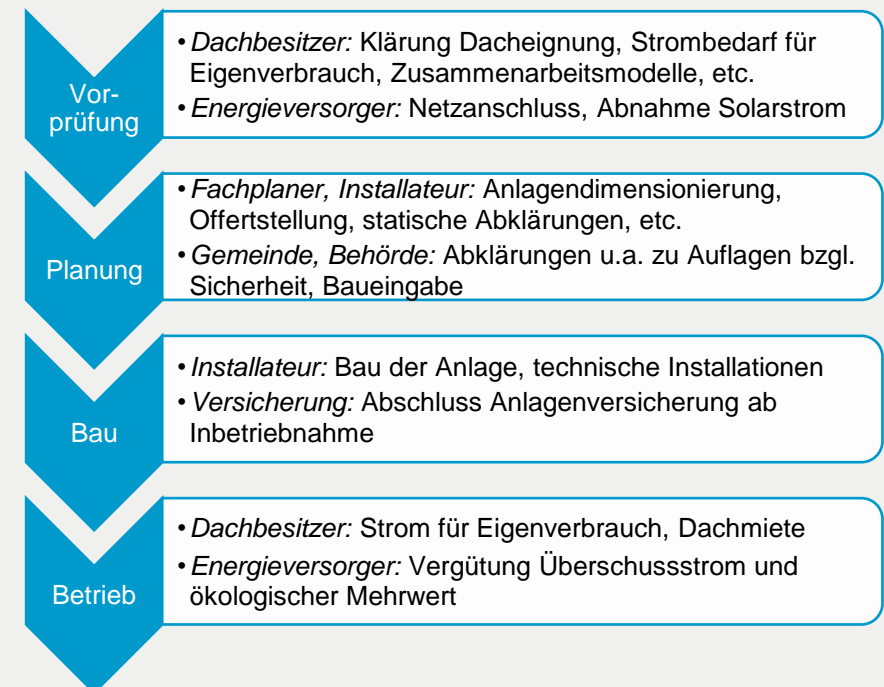 Vor-
prüfung
• Dachbesitzer: Klärung Dacheignung, Strombedarf für
Eigenverbrauch, Zusammenarbeitsmodelle, etc.
• Energieversorger: Netzanschluss, Abnahme Solarstrom
Planung
• Fachplaner, Installateur: Anlagendimensionierung,
Offertstellung, statische Abklärungen, etc.
• Gemeinde, Behörde: Abklärungen u.a. zu Auflagen bzgl.
Sicherheit, Baueingabe
Bau
• Installateur: Bau der Anlage, technische Installationen
• Versicherung: Abschluss Anlagenversicherung ab
Inbetriebnahme
Betrieb
• Dachbesitzer: Strom für Eigenverbrauch, Dachmiete
• Energieversorger: Vergütung Überschussstrom und
ökologischer Mehrwert